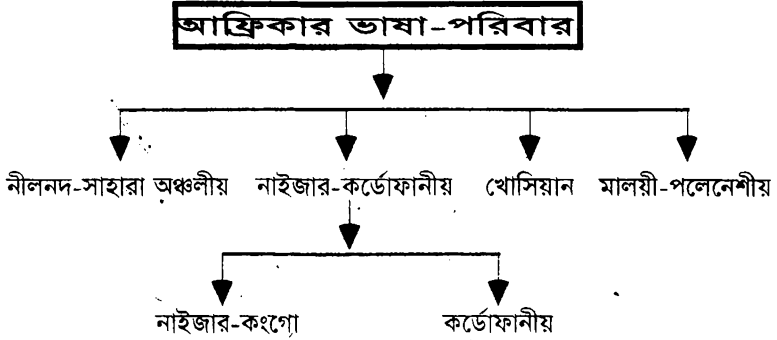 আফ্রিকার ভাষা-পরিবার
নীলনদ-সাহারা অঞ্চলীয় নাইজার-কর্ডোফানীয় খোসিয়ান মালয়ী-পলেনেশীয়
নাইজার-কংগো কর্ডোফানীয়